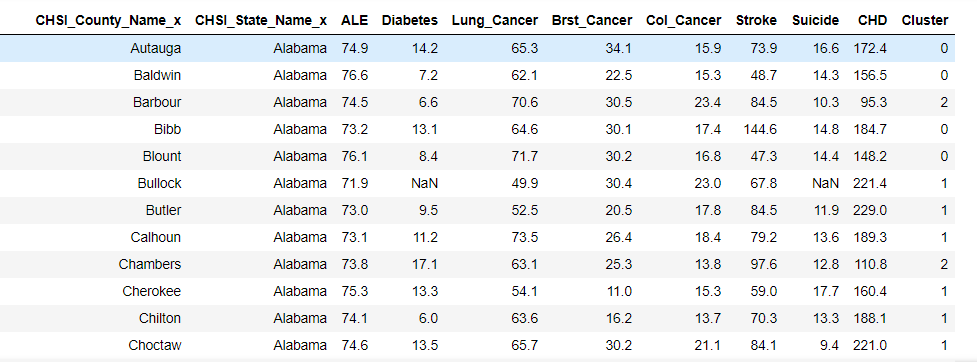 CHSI_County_Name_x CHSI_State_Name_x ALE Diabetes Lung_Cancer Brst_Cancer Col_Cancer Stroke Suicide CHD Cluster
Autauga Alabama 74.9 14.2 65.3 34.1 15.9 73.9 16.6 172.4 0
Baldwin Alabama 76.6 7.2 62.1 22.5 15.3 48.7 14.3 156.5 0
Barbour Alabama 74.5 6.6 70.6 30.5 23.4 84.5 10.3 95.3 2
Bibb Alabama 73.2 13.1 64.6 30.1 17.4 144.6 14.8 184.7 0
Blount Alabama 76.1 8.4 71.7 30.2 16.8 47.3 14.4 148.2 0
Bullock Alabama 71.9 NaN 49.9 30.4 23.0 67.8 NaN 221.4 1
Butler Alabama 73.0 9.5 52.5 20.5 17.8 84.5 11.9 229.0 1
Calhoun Alabama 73.1 11.2 73.5 26.4 18.4 79.2 13.6 189.3 1
Chambers Alabama 73.8 17.1 63.1 25.3 13.8 97.6 12.8 110.8 2
Cherokee Alabama 75.3 13.3 54.1 11.0 15.3 59.0 17.7 160.4 1
Chilton Alabama 74.1 6.0 63.6 16.2 13.7 70.3 13.3 188.1 1
Choctaw Alabama 74.6 13.5 65.7 30.2 21.1 84.1 9.4 221.0 1